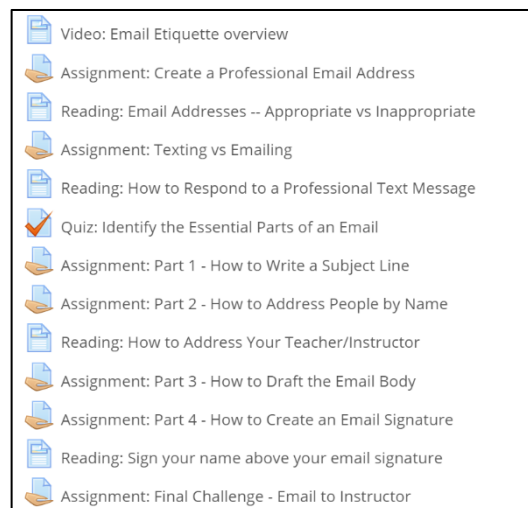 Video: Email Etiquette overview
Assignment: Create a Professional Email Address
Reading: Email Addresses -- Appropriate vs Inappropriate
Assignment: Texting vs Emailing
Reading: How to Respond to a Professional Text Message
Quiz: Identify the Essential Parts of an Email
Assignment: Part 1 - How to Write a Subject Line
Assignment: Part 2 - How to Address People by Name
Reading: How to Address Your Teacher/Instructor
Assignment: Part 3 - How to Draft the Email Body
Assignment: Part 4 - How to Create an Email Signature
Reading: Sign your name above your email signature
Assignment: Final Challenge - Email to Instructor